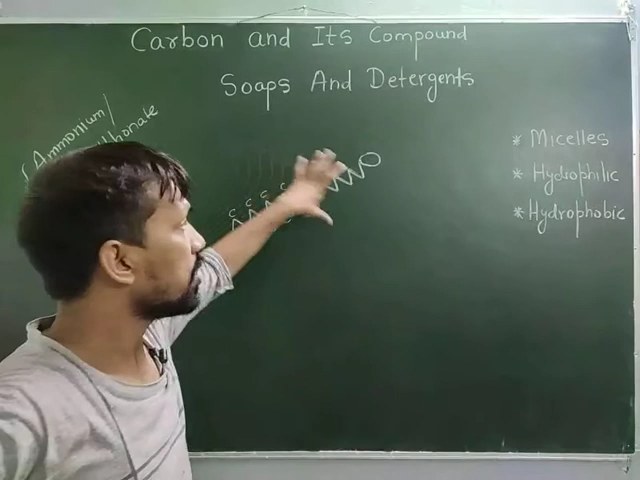 Carbon and Its Compound
Soaps And Detergents
(Ammonium/
* Micelles
* Hydrophilic
* Hydrophobic
C C C C